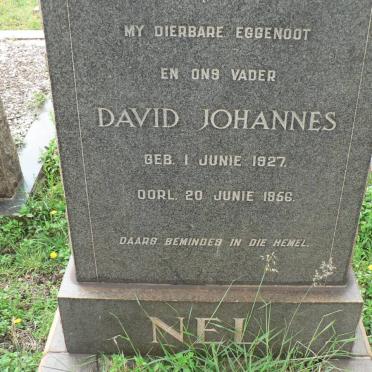 MY DIERBARE EGGENOOT
EN ONS VADER
DAVID JOHANNES
GEB. 1 JUNIE 1927.
OORL. 20 JUNIE 1956.
DAARS BEMINDES IN DIE HEMEL.
NEL